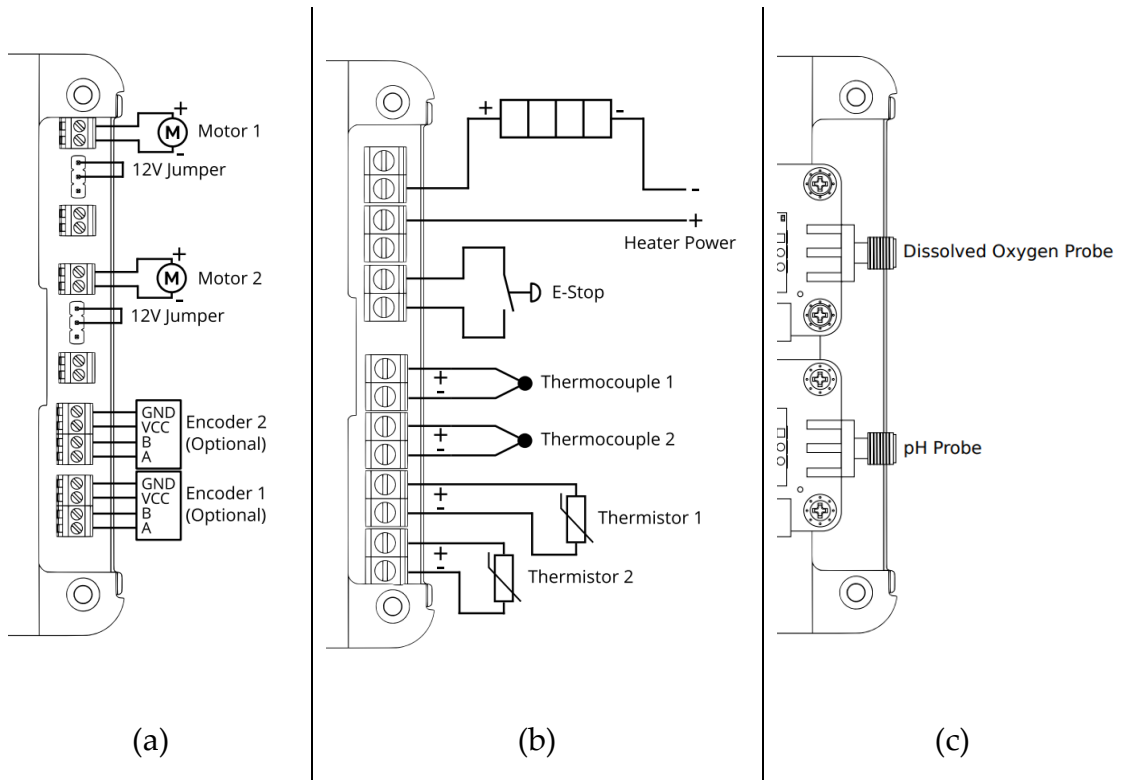 +
M
Motor 1
-
12V Jumper
+
M
Motor 2
-
12V Jumper
GND
VCC
B
A
Encoder 2
(Optional)
GND
VCC
B
A
Encoder 1
(Optional)
(a)
+ -
-
+
Heater Power
E-Stop
+
-
Thermocouple 1
+
-
Thermocouple 2
+
-
Thermistor 1
+
-
Thermistor 2
(b)
Dissolved Oxygen Probe
pH Probe
(c)